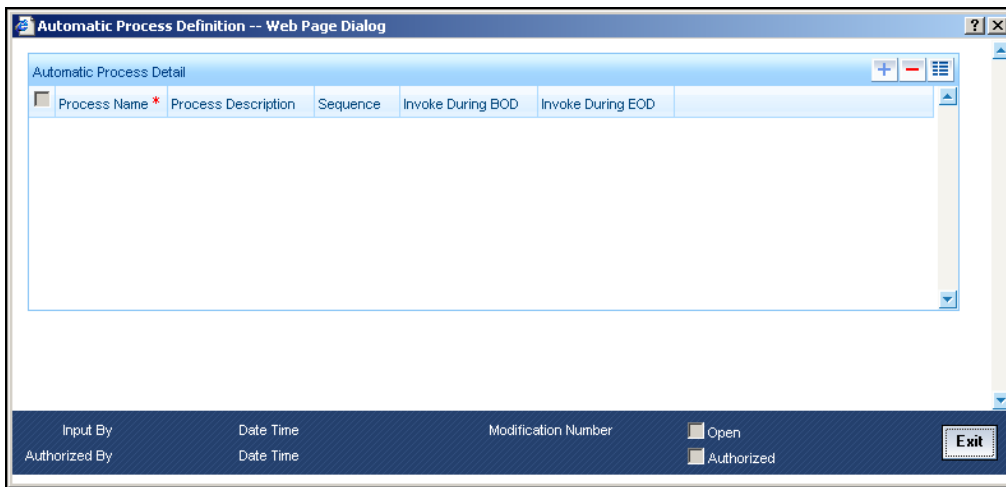 Automatic Process Definition -- Web Page Dialog
Automatic Process Detail
Process Name * Process Description Sequence Invoke During BOD Invoke During EOD
Input By Date Time Modification Number Open
Authorized By Date Time Authorized
Exit